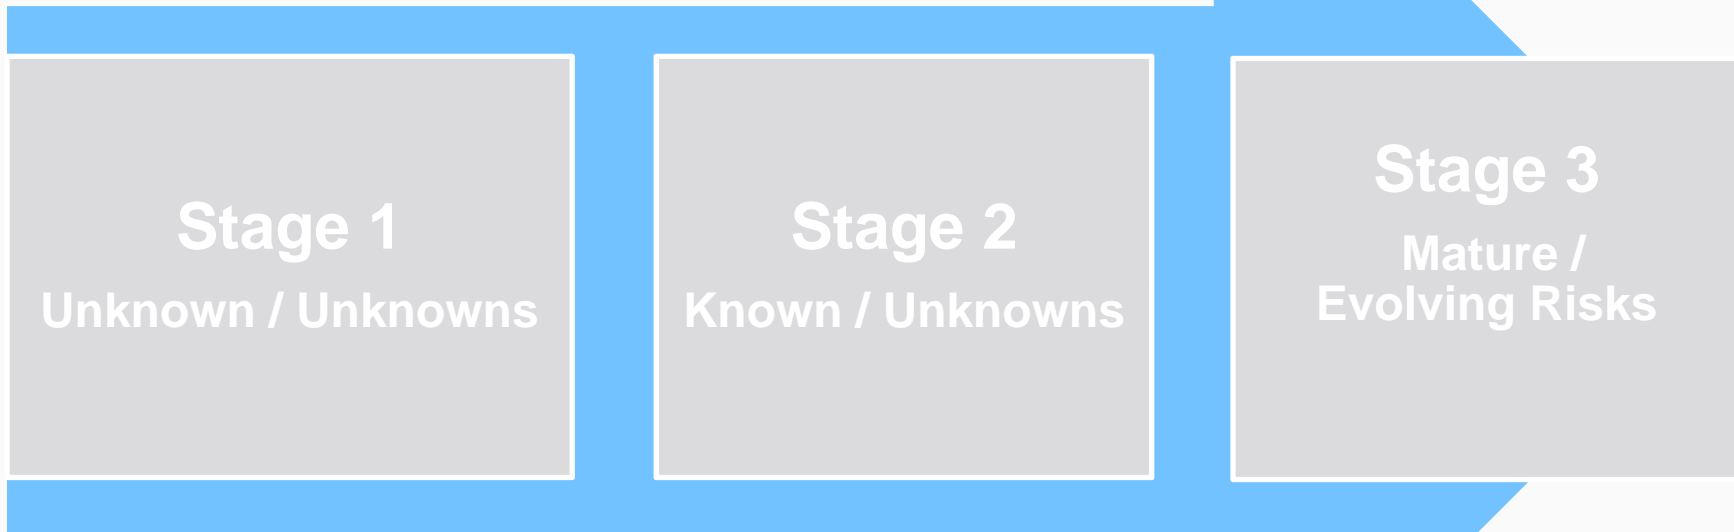 Stage 1
Unknown / Unknowns
Stage 2
Known / Unknowns
Stage 3
Mature /
Evolving Risks